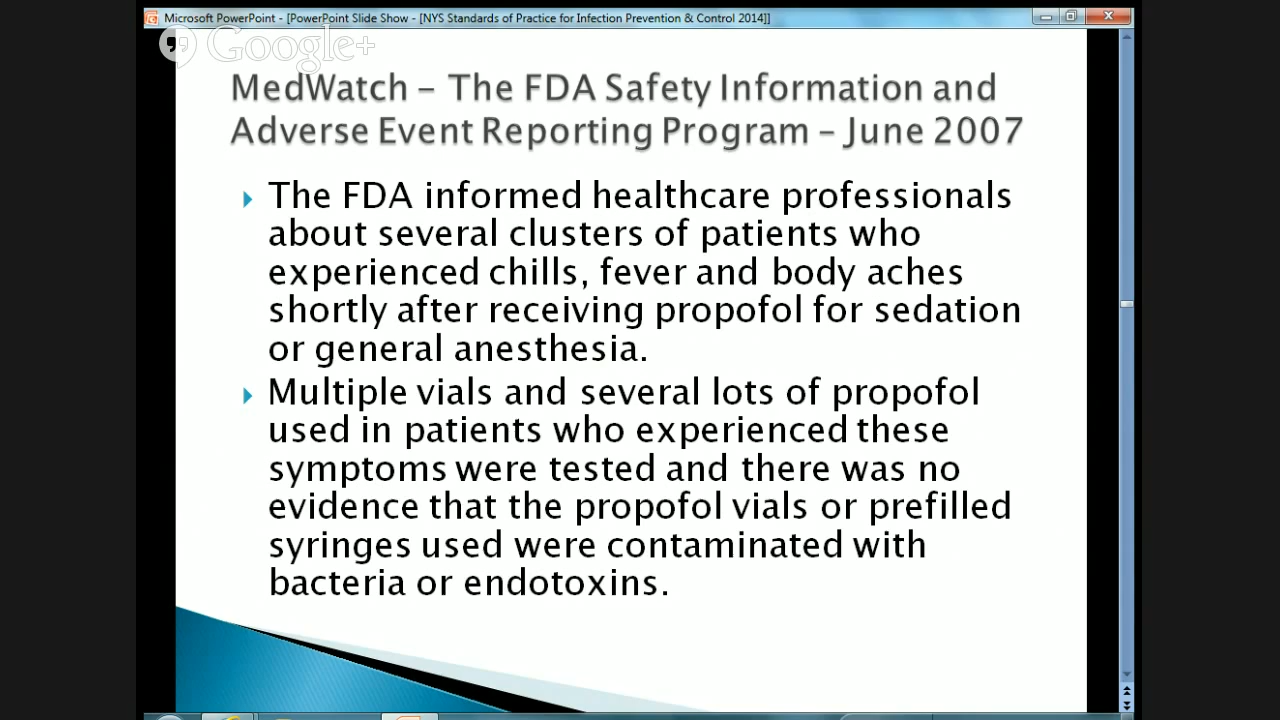 Microsoft PowerPoint - [PowerPoint Slide Show - [NYS Standards of Practice for Infection Prevention & Control 2014]]
Google+
MedWatch – The FDA Safety Information and
Adverse Event Reporting Program – June 2007
The FDA informed healthcare professionals
about several clusters of patients who
experienced chills, fever and body aches
shortly after receiving propofol for sedation
or general anesthesia.
Multiple vials and several lots of propofol
used in patients who experienced these
symptoms were tested and there was no
evidence that the propofol vials or prefilled
syringes used were contaminated with
bacteria or endotoxins.